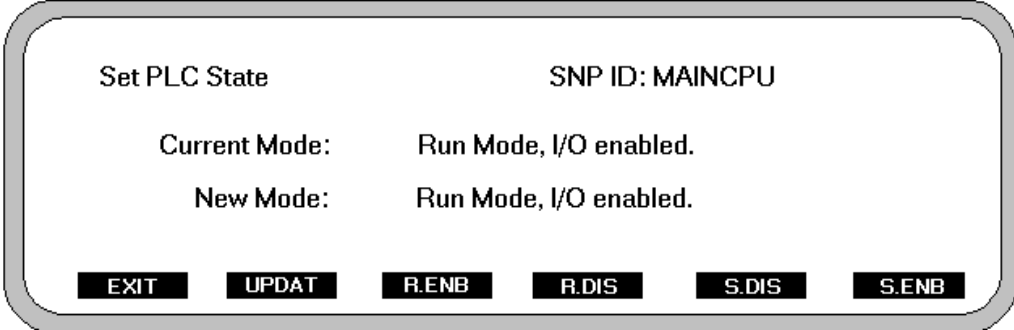 Set PLC State SNP ID: MAINCPU
Current Mode: Run Mode, I/O enabled.
New Mode: Run Mode, I/O enabled.
EXIT UPDAT R.ENB R.DIS S.DIS S.ENB